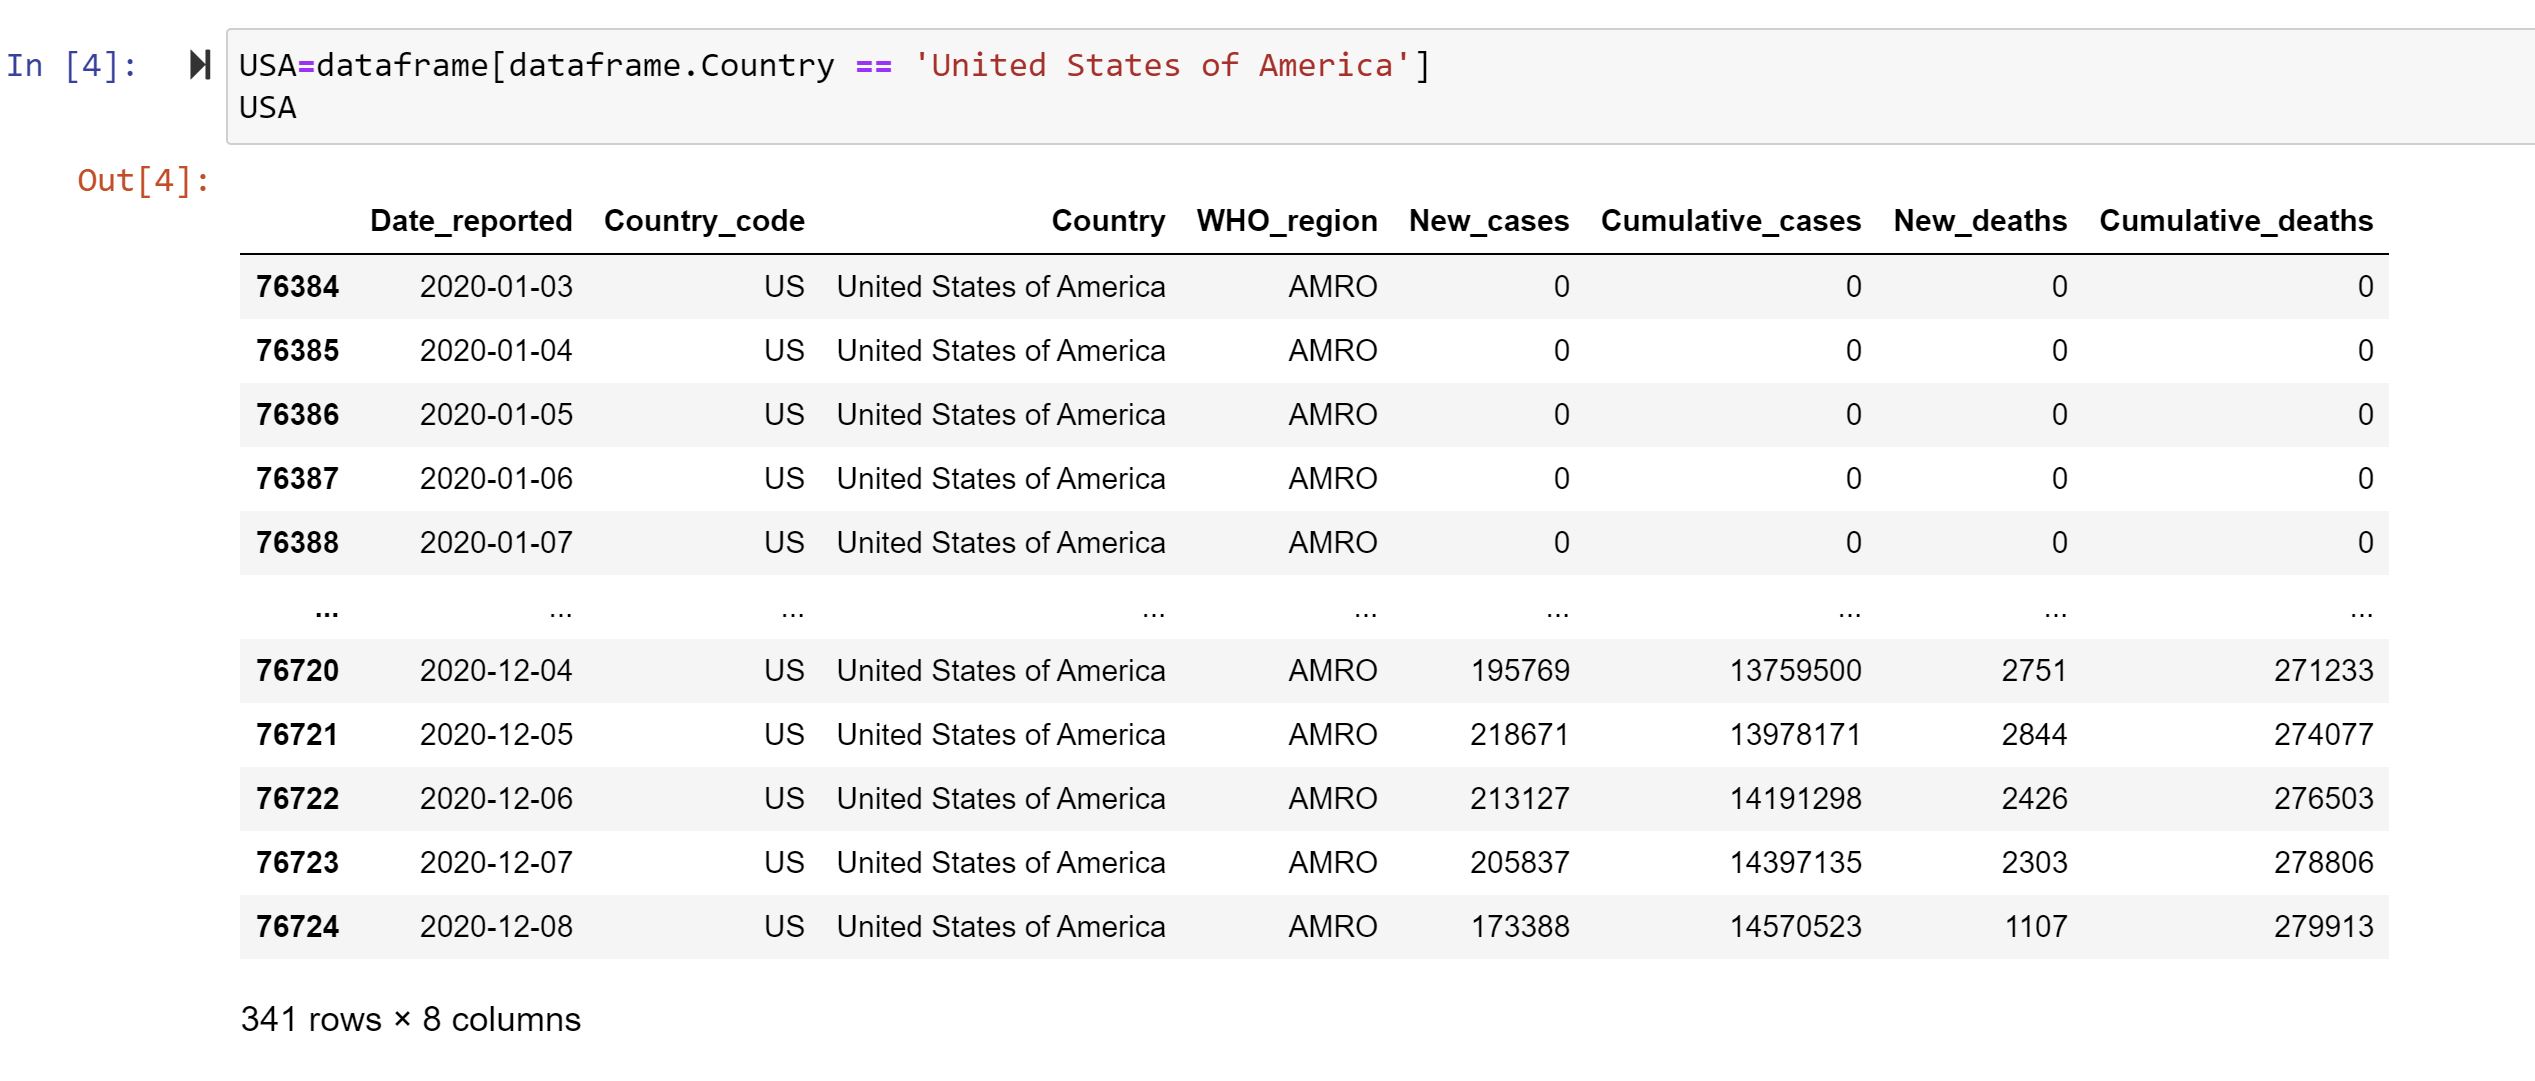 In [4]: USA=dataframe[dataframe.Country == 'United States of America']
USA
Out[4]:
Date_reported Country_code Country WHO_region New_cases Cumulative_cases New_deaths Cumulative_deaths
76384 2020-01-03 US United States of America AMRO 0 0 0 0
76385 2020-01-04 US United States of America AMRO 0 0 0 0
76386 2020-01-05 US United States of America AMRO 0 0 0 0
76387 2020-01-06 US United States of America AMRO 0 0 0 0
76388 2020-01-07 US United States of America AMRO 0 0 0 0
... ... ... ... ... ... ... ... ...
76720 2020-12-04 US United States of America AMRO 195769 13759500 2751 271233
76721 2020-12-05 US United States of America AMRO 218671 13978171 2844 274077
76722 2020-12-06 US United States of America AMRO 213127 14191298 2426 276503
76723 2020-12-07 US United States of America AMRO 205837 14397135 2303 278806
76724 2020-12-08 US United States of America AMRO 173388 14570523 1107 279913
341 rows × 8 columns